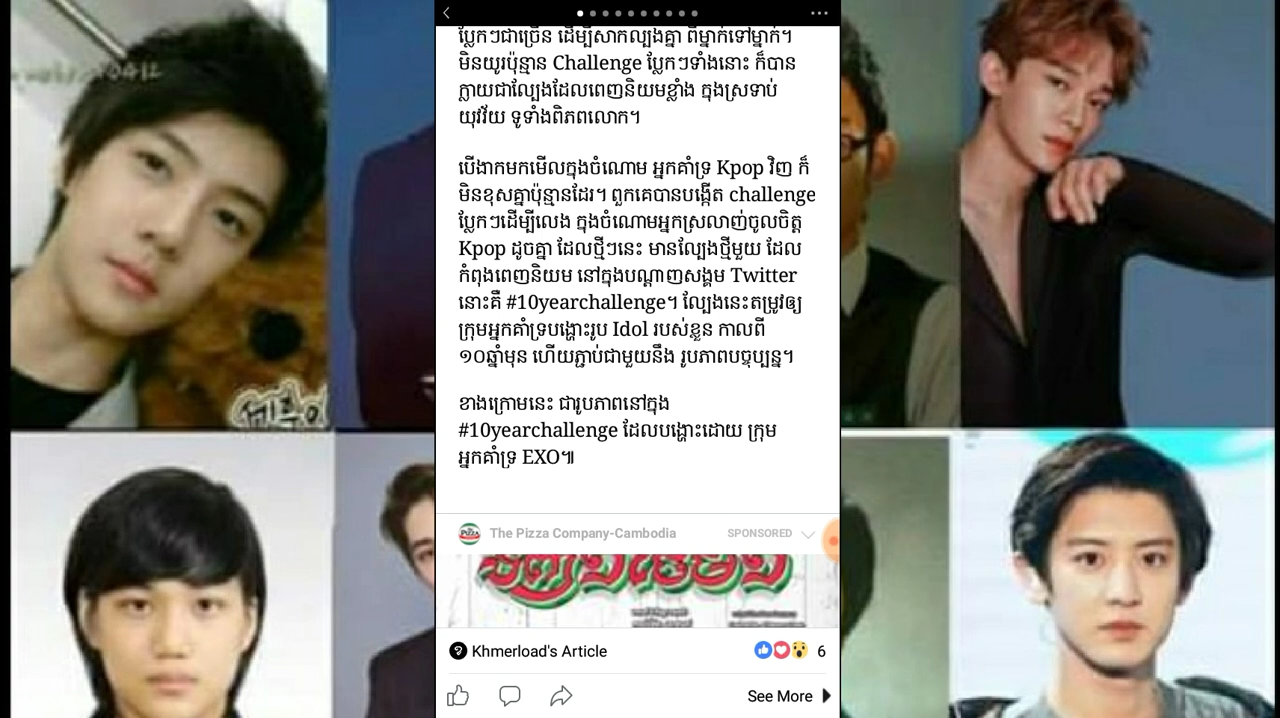 ប្លែកៗជាច្រើន ដើម្បីសាកល្បងគ្នា ពីម្នាក់ទៅម្នាក់។
មិនយូរប៉ុន្មាន Challenge ប្លែកៗទាំងនោះ ក៏បាន
ក្លាយជាល្បែងដែលពេញនិយមខ្លាំង ក្នុងស្រទាប់
យុវវ័យ ទូទាំងពិភពលោក។
បើងាកមកមើលក្នុងចំណោម អ្នកគាំទ្រ Kpop វិញ ក៏
មិនខុសគ្នាប៉ុន្មានដែរ។ ពួកគេបានបង្កើត challenge
ប្លែកៗដើម្បីលេង ក្នុងចំណោមអ្នកស្រលាញ់ចូលចិត្ត
Kpop ដូចគ្នា ដែលថ្មីៗនេះ មានល្បែងថ្មីមួយ ដែល
កំពុងពេញនិយម នៅក្នុងបណ្តាញសង្គម Twitter
នោះគឺ #10yearchallenge។ ល្បែងនេះតម្រូវឲ្យ
ក្រុមអ្នកគាំទ្របង្ហោះរូប Idol របស់ខ្លួន កាលពី
១០ឆ្នាំមុន ហើយភ្ជាប់ជាមួយនឹង រូបភាពបច្ចុប្បន្ន។
ខាងក្រោមនេះ ជារូបភាពនៅក្នុង
#10yearchallenge ដែលបង្ហោះដោយ ក្រុម
អ្នកគាំទ្រ EXO៕
The Pizza Company-Cambodia SPONSORED
Khmerload's Article 6
See More